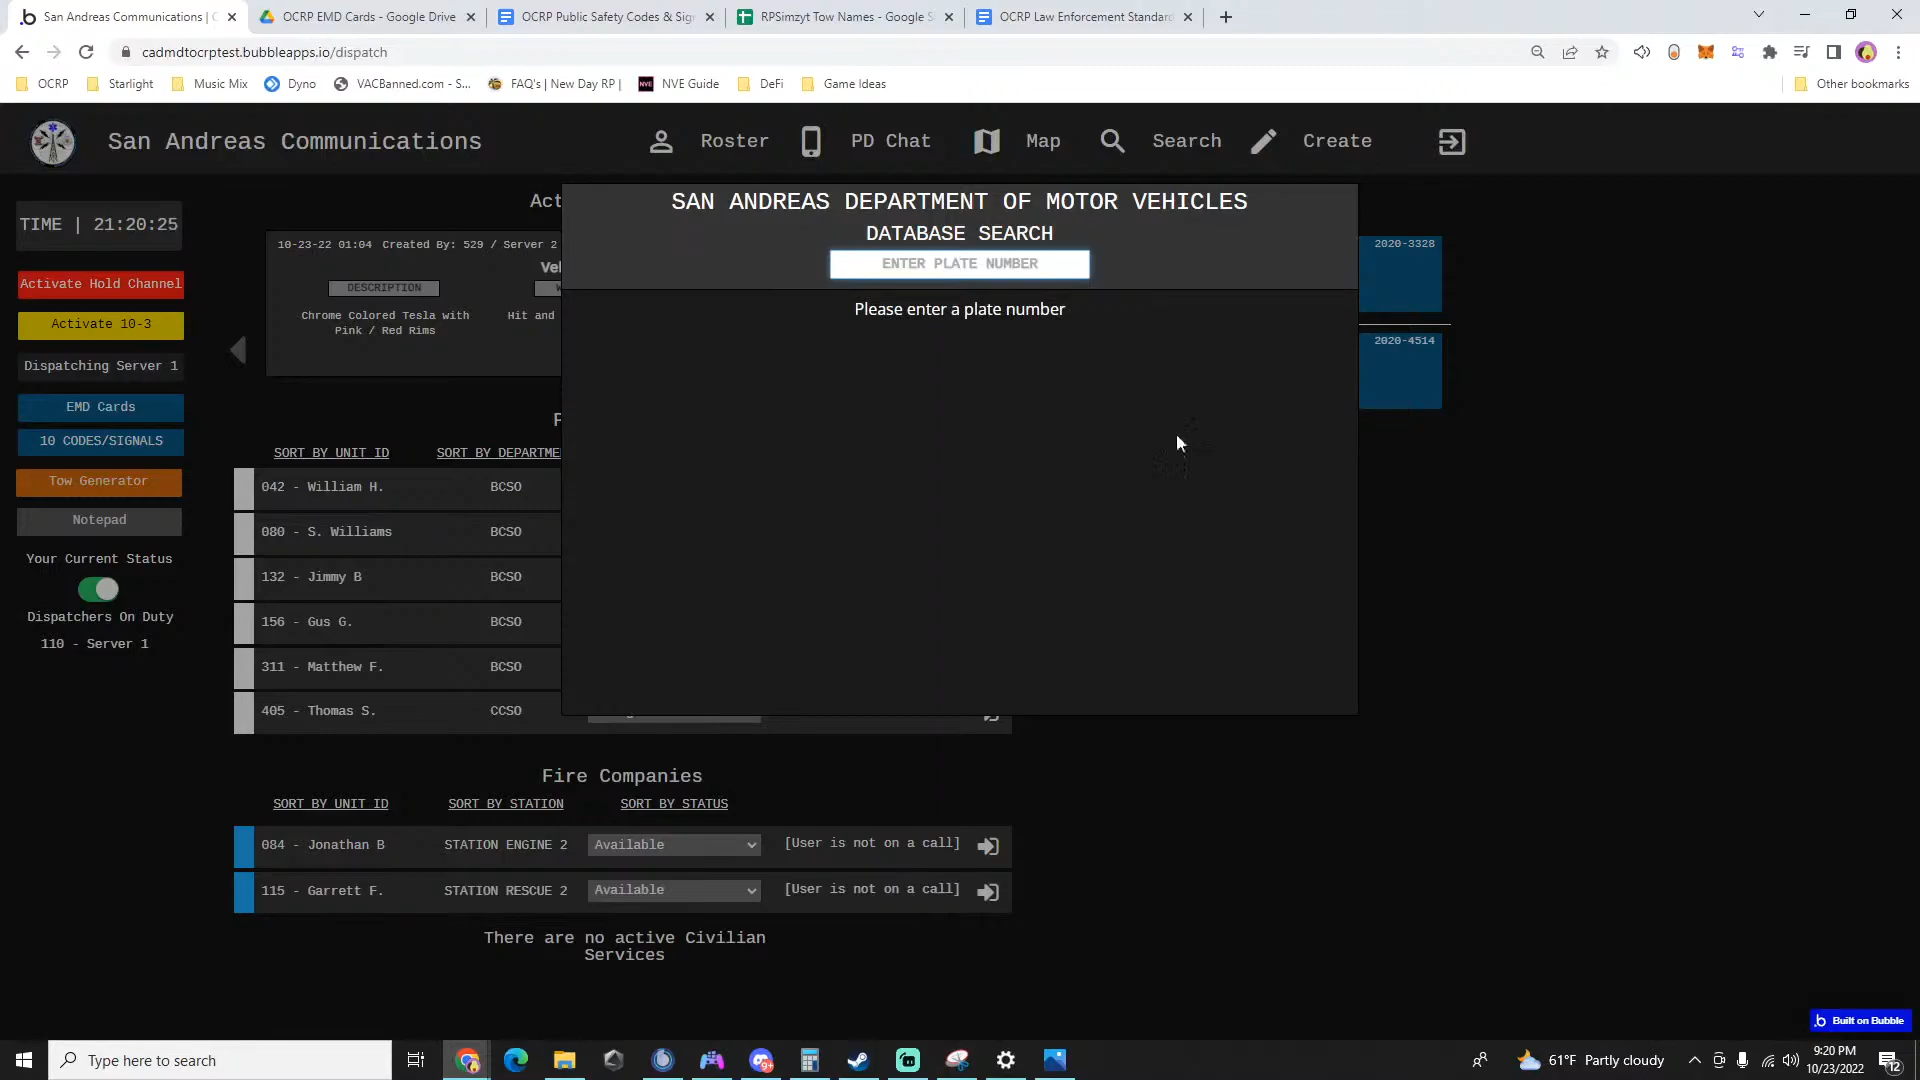 San Andreas Communications | C
OCRP EMD Cards - Google Drive
OCRP Public Safety Codes & Sig
RPSimzyt Tow Names - Google S
OCRP Law Enforcement Standard
cadmdtocrptest.bubbleapps.io/dispatch
OCRP
Starlight
Music Mix
Dyno
VACBanned.com - S...
FAQ's | New Day RP |
NVE Guide
DeFi
Game Ideas
Other bookmarks
San Andreas Communications
Roster
PD Chat
Map
Search
Create
TIME | 21:20:25
Activate Hold Channel
Activate 10-3
Dispatching Server 1
EMD Cards
10 CODES/SIGNALS
Tow Generator
Notepad
Your Current Status
Dispatchers On Duty
110 - Server 1
Act
10-23-22 01:04 Created By: 529 / Server 2
Vel
DESCRIPTION
W
Chrome Colored Tesla with
Pink / Red Rims
Hit and
SAN ANDREAS DEPARTMENT OF MOTOR VEHICLES
DATABASE SEARCH
ENTER PLATE NUMBER
Please enter a plate number
2020-3328
2020-4514
SORT BY UNIT ID
SORT BY DEPARTME
042 - William H. BCSO
080 - S. Williams BCSO
132 - Jimmy B BCSO
156 - Gus G. BCSO
311 - Matthew F. BCSO
405 - Thomas S. CCSO
Fire Companies
SORT BY UNIT ID SORT BY STATION SORT BY STATUS
084 - Jonathan B STATION ENGINE 2 Available [User is not on a call]
115 - Garrett F. STATION RESCUE 2 Available [User is not on a call]
There are no active Civilian
Services
Built on Bubble
Type here to search
9+
61°F Partly cloudy
9:20 PM
10/23/2022
12